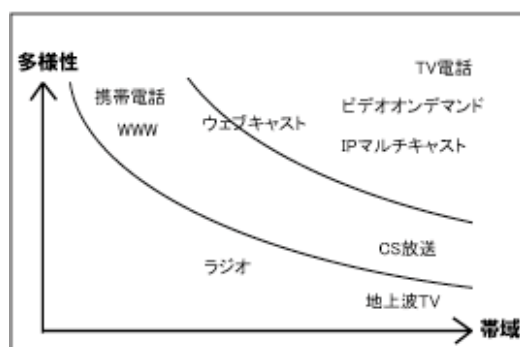 多様性
TV電話
携帯電話
ビデオオンデマンド
WWW
ウェブキャスト
IPマルチキャスト
CS放送
ラジオ
地上波TV
帯域